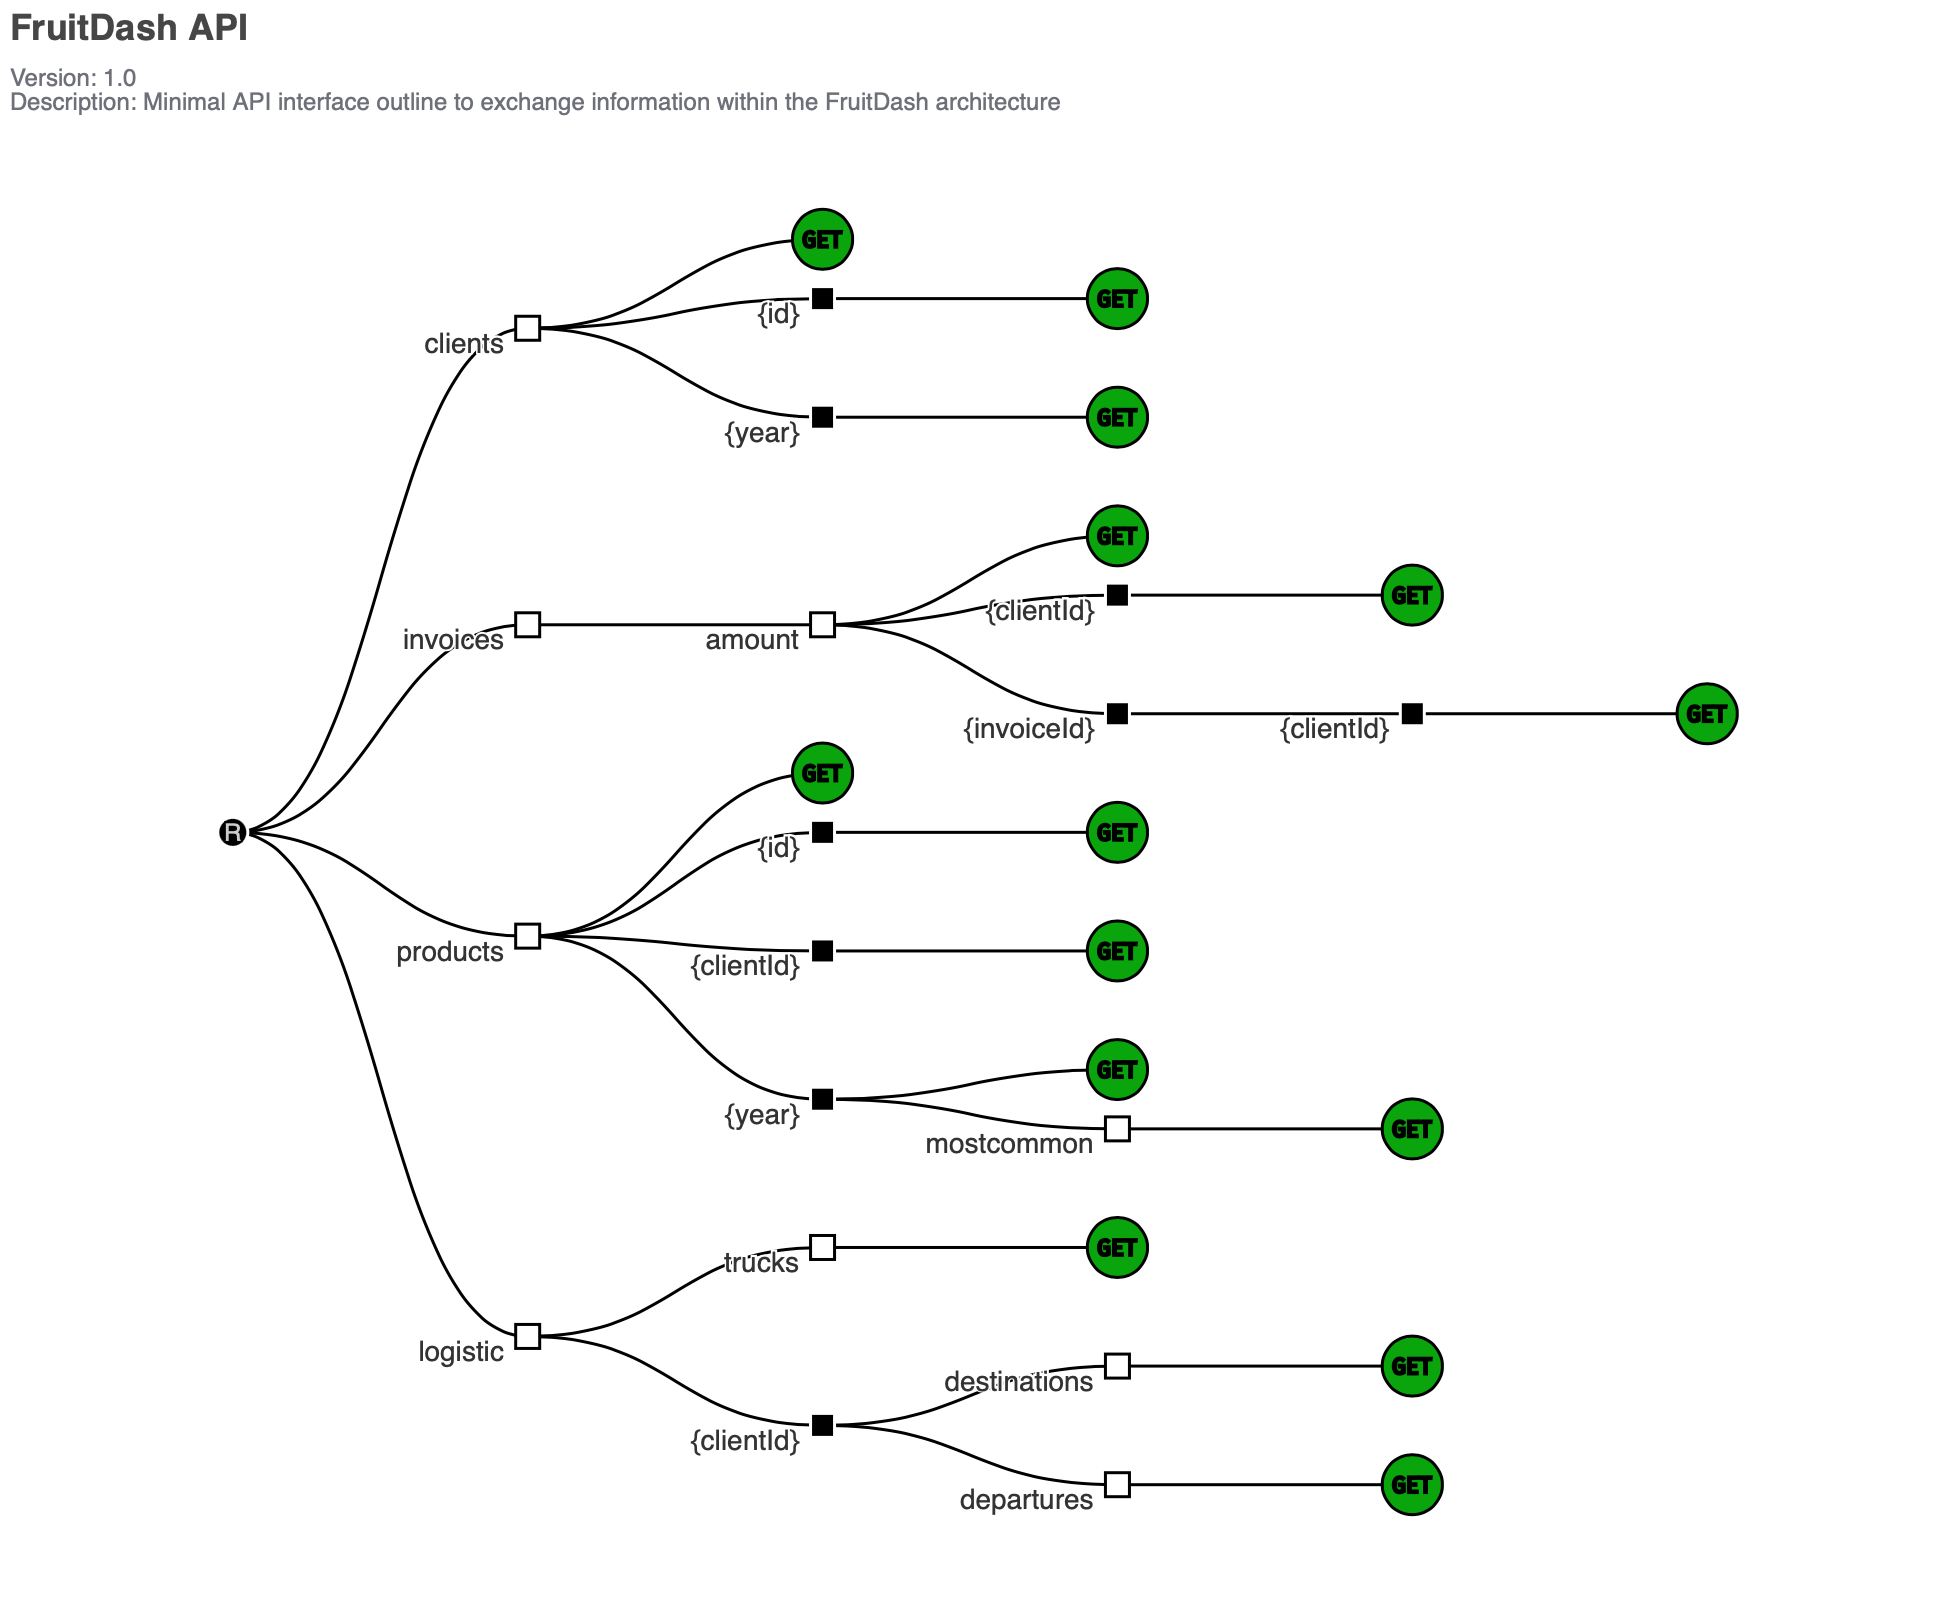 FruitDash API
Version: 1.0
Description: Minimal API interface outline to exchange information within the FruitDash architecture
GET
{id}
GET
clients
{year}
GET
GET
{clientId}
GET
invoices
amount
{invoiceId}
{clientId}
GET
GET
R
{id}
GET
products
{clientId}
GET
GET
{year}
mostcommon
GET
trucks
GET
logistic
destinations
GET
{clientId}
departures
GET